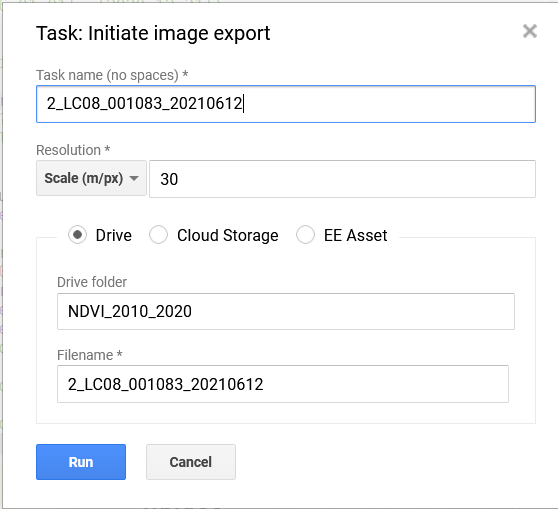 Task: Initiate image export
Task name (no spaces) *
2_LC08_001083_20210612
Resolution *
Scale (m/px) 30
Drive Cloud Storage EE Asset
Drive folder
NDVI_2010_2020
Filename *
2_LC08_001083_20210612
Run Cancel